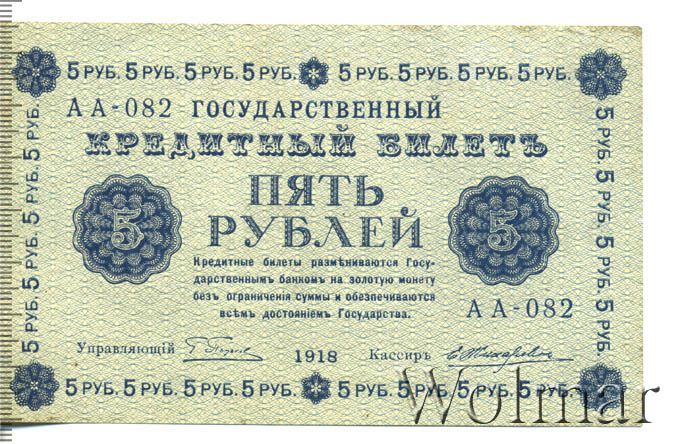 5 РУБ. 5 РУБ. 5 РУБ. 5 РУБ. 5 РУБ. 5 РУБ. 5 РУБ. 5 РУБ.
АА-082 ГОСУДАРСТВЕННЫЙ
КРЕДИТНЫЙ БИЛЕТЪ
ПЯТЬ
РУБЛЕЙ
5
5
Кредитные билеты размѣниваются Госу-
дарственнымъ банкомъ на золотую монету
безъ ограниченія суммы и обезпечиваются
всѣмъ достояніемъ Государства.
АА-082
Управляющій
1918
Кассиръ
5 РУБ. 5 РУБ. 5 РУБ. 5 РУБ. 5 РУБ. 5 РУБ. 5 РУБ.
5 РУБ. 5 РУБ. 5 РУБ. 5 РУБ.
5 РУБ. 5 РУБ. 5 РУБ. 5 РУБ.
Wolmar